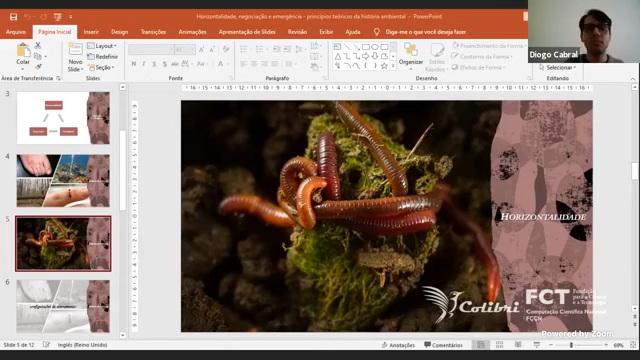 Horizontalidade, negociação e emergência - princípios teóricos da história ambiental - PowerPoint
Diogo Cabral
Arquivo Página Inicial Inserir Design Transições Animações Apresentação de Slides Revisão Exibir Ajuda Diga-me o que você deseja fazer
Colar
Novo Slide
Layout
Redefinir
Seção
Organizar
Estilos Rápidos
Preenchimento da Forma
Contorno da Forma
Efeitos de Forma
Selecionar
Área de Transferência
Slides
Fonte
Parágrafo
Desenho
Editando
3
4
5
6
HORIZONTALIDADE
Colibri
FCT
Fundação
para a Ciência
e a Tecnologia
Computação Científica Nacional
FCCN
Powered by Zoom
Slide 5 de 12
Inglês (Reino Unido)
Anotações
Comentários
69%